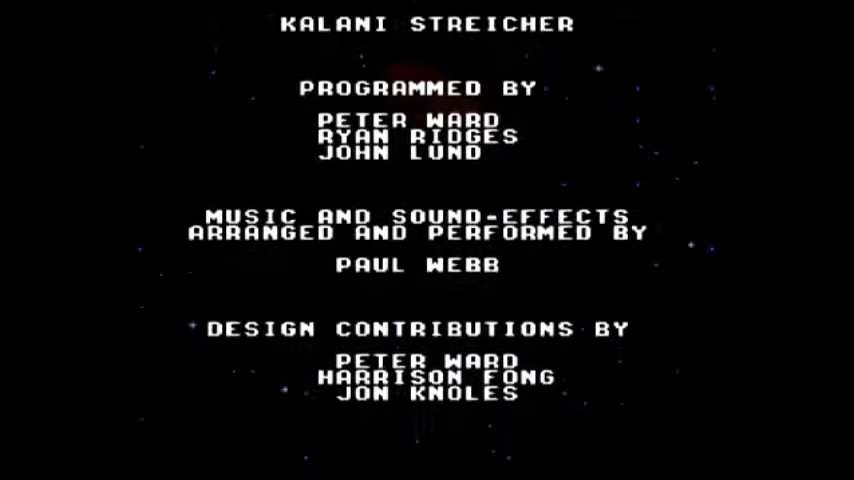 KALANI STREICHER
PROGRAMMED BY
PETER WARD
RYAN RIDGES
JOHN LUND
MUSIC AND SOUND-EFFECTS
ARRANGED AND PERFORMED BY
PAUL WEBB
DESIGN CONTRIBUTIONS BY
PETER WARD
HARRISON FONG
JON KNOLES